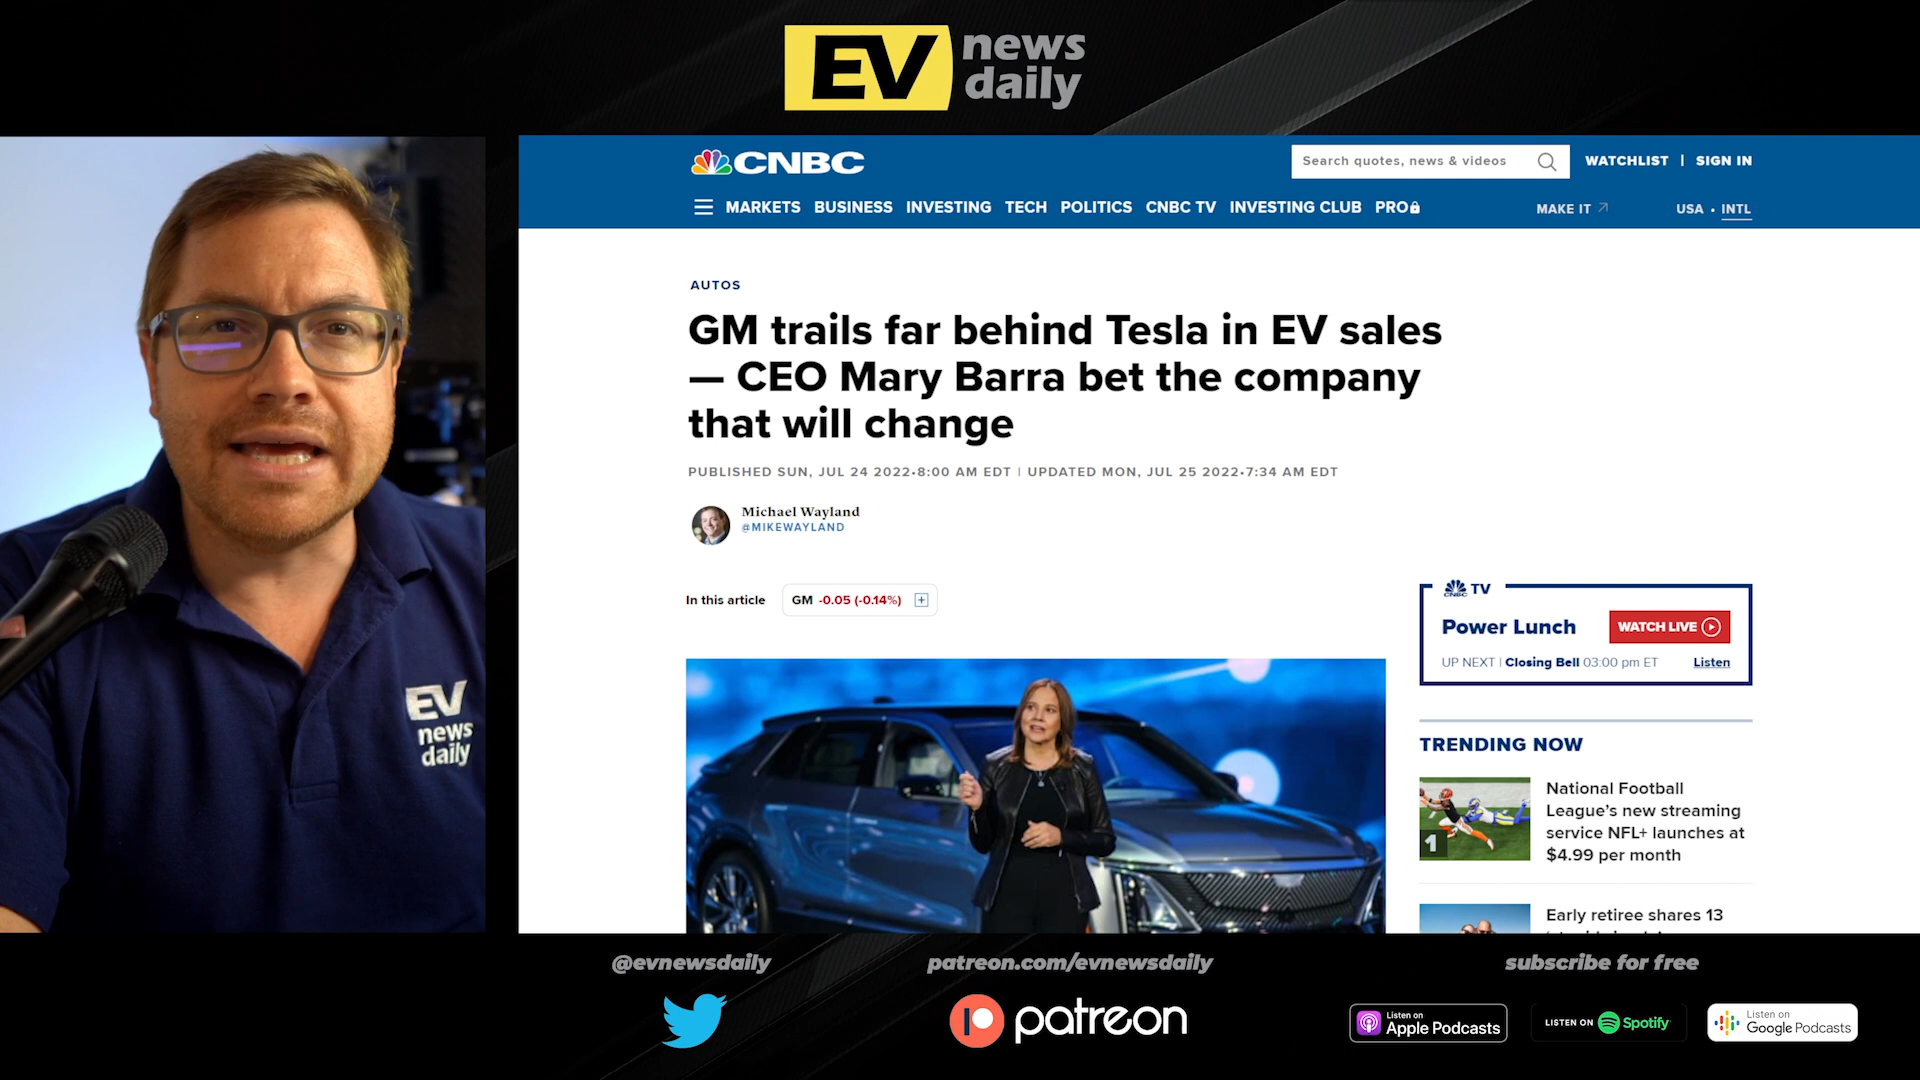 EV news
daily
CNBC
Search quotes, news & videos
WATCHLIST | SIGN IN
MARKETS BUSINESS INVESTING TECH POLITICS CNBC TV INVESTING CLUB PRO
MAKE IT
USA • INTL
AUTOS
GM trails far behind Tesla in EV sales
— CEO Mary Barra bet the company
that will change
PUBLISHED SUN, JUL 24 2022•8:00 AM EDT | UPDATED MON, JUL 25 2022•7:34 AM EDT
Michael Wayland
@MIKEWAYLAND
In this article
GM -0.05 (-0.14%)
CNBC TV
Power Lunch
WATCH LIVE
UP NEXT | Closing Bell 03:00 pm ET
Listen
TRENDING NOW
1
National Football
League’s new streaming
service NFL+ launches at
$4.99 per month
Early retiree shares 13
EV
news
daily
@evnewsdaily
patreon.com/evnewsdaily
patreon
subscribe for free
Listen on
Apple Podcasts
LISTEN ON Spotify
Listen on
Google Podcasts